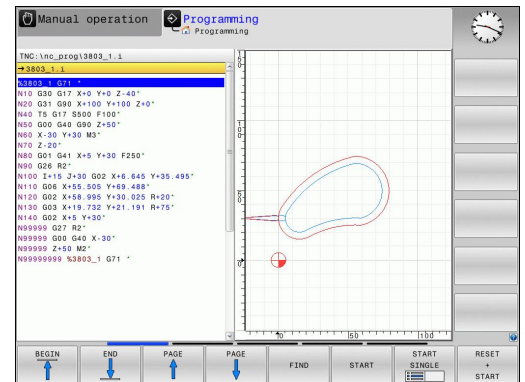 Manual operation
Programming
Programming
TNC:\nc_prog\3803_1.i
→3803_1.i
%3803_1 G71 *
N10 G30 G17 X+0 Y+0 Z-40*
N20 G31 G90 X+100 Y+100 Z+0*
N40 T5 G17 S500 F100*
N50 G00 G40 G90 Z+50*
N60 X-30 Y+30 M3*
N70 Z-20*
N80 G01 G41 X+5 Y+30 F250*
N90 G26 R2*
N100 I+15 J+30 G02 X+6.645 Y+35.495*
N110 G06 X+55.505 Y+69.488*
N120 G02 X+58.995 Y+30.025 R+20*
N130 G03 X+19.732 Y+21.191 R+75*
N140 G02 X+5 Y+30*
N99999 G27 R2*
N99999 G00 G40 X-30*
N99999 Z+50 M2*
N99999999 %3803_1 G71 *
150
100
50
0
0
50
100
BEGIN
END
PAGE
PAGE
FIND
START
START
SINGLE
RESET
+
START